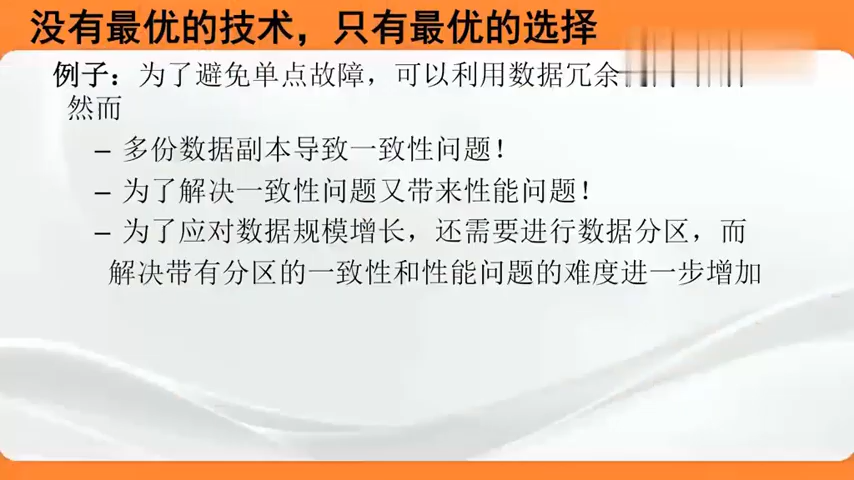 没有最优的技术，只有最优的选择
例子：为了避免单点故障，可以利用数据冗余
然而
– 多份数据副本导致一致性问题！
– 为了解决一致性问题又带来性能问题！
– 为了应对数据规模增长，还需要进行数据分区，而
解决带有分区的一致性和性能问题的难度进一步增加